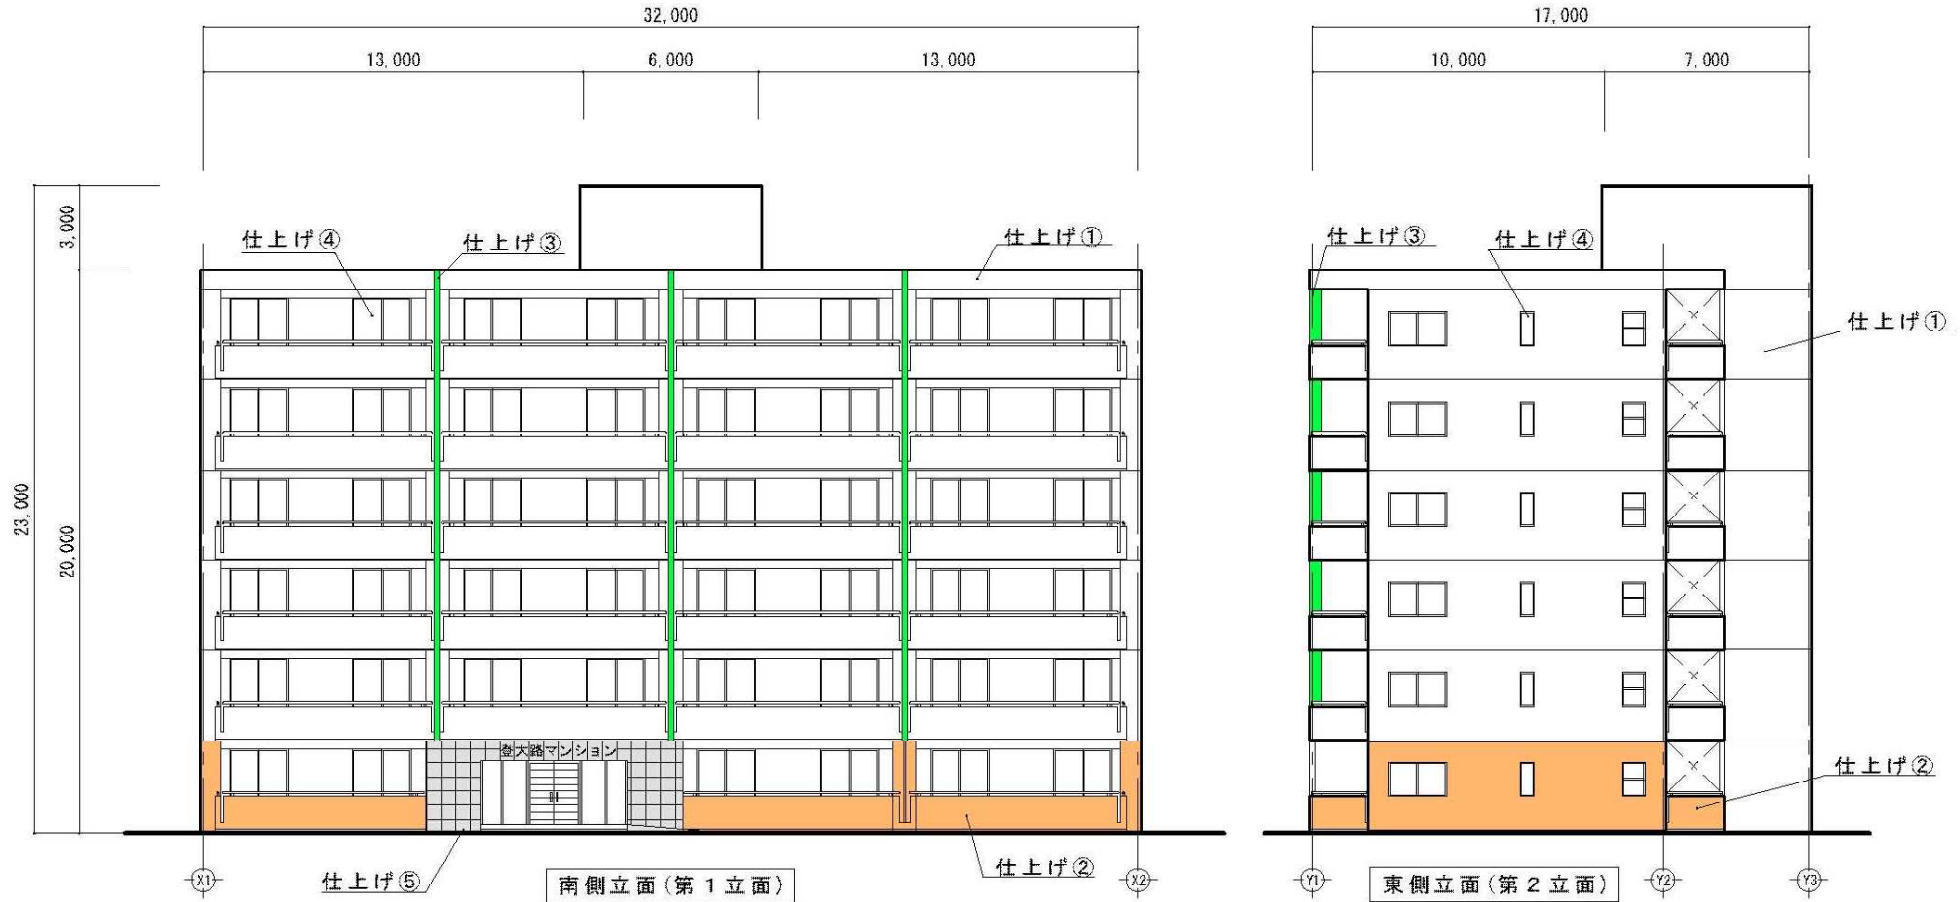 32,000
17,000
13,000
6,000
13,000
10,000
7,000
3,000
23,000
20,000
仕上げ④
仕上げ③
仕上げ①
仕上げ③
仕上げ④
仕上げ①
登大路マンション
仕上げ②
仕上げ⑤
仕上げ②
X1
南側立面(第1立面)
X2
Y1
東側立面(第2立面)
Y2
Y3